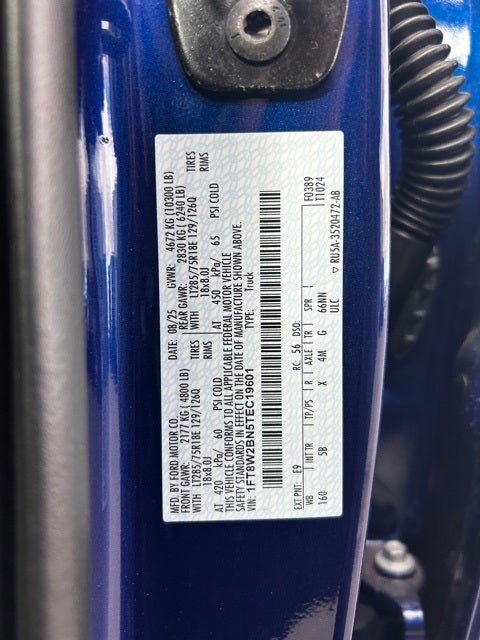 MFD. BY FORD MOTOR CO. DATE: 08/25 GVWR: 4672 KG (10300 LB)
FRONT GAWR: 2177 KG (4800 LB) REAR GAWR: 2830 KG (6240 LB)
WITH LT285/75R18E 129/126Q TIRES WITH LT285/75R18E 129/126Q TIRES
18x8.0J RIMS 18x8.0J RIMS
AT 420 kPa/ 60 PSI COLD AT 450 kPa/ 65 PSI COLD
THIS VEHICLE CONFORMS TO ALL APPLICABLE FEDERAL MOTOR VEHICLE
SAFETY STANDARDS IN EFFECT ON THE DATE OF MANUFACTURE SHOWN ABOVE.
VIN: 1FT8W2BN5TEC19601 TYPE: Truck
F0389
T1024
EXT PNT: E9 RC: 56 DSO:
WB INT TR TP/PS R AXLE TR SPR
160 5B X 4M G 66NN
ULC
▽ RU5A-3520472-AB